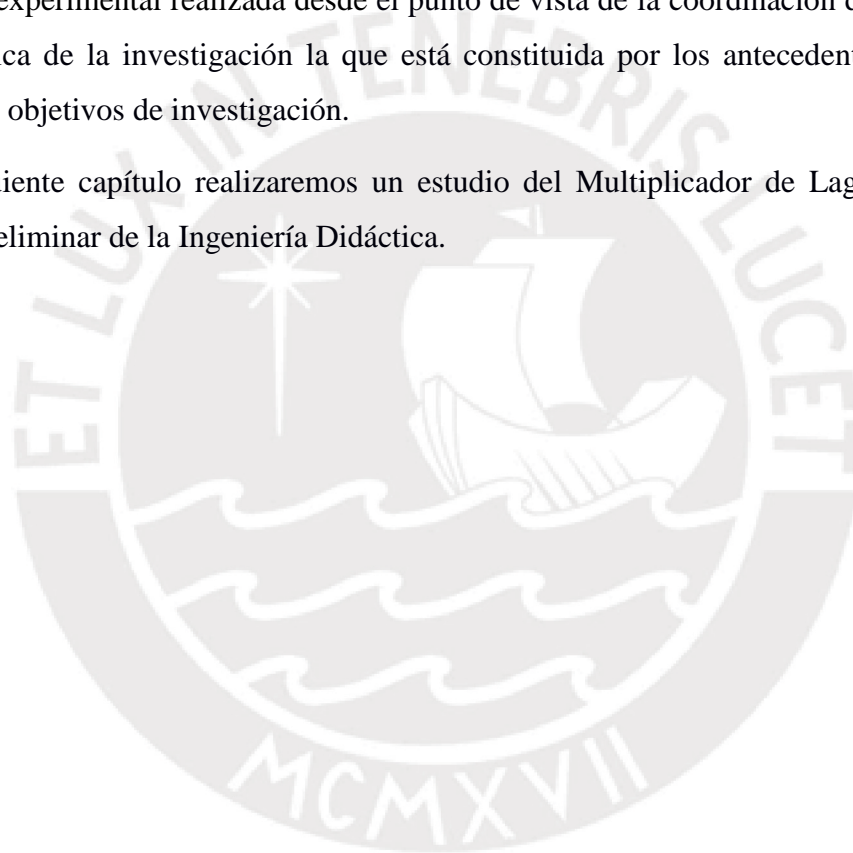 experimental realizada desde el punto de vista de la coordinación d
ica de la investigación la que está constituida por los antecedent
objetivos de investigación.
iente capítulo realizaremos un estudio del Multiplicador de Lag
eliminar de la Ingeniería Didáctica.
ET LUX IN TENEBRIS LUCET
MCMXVII